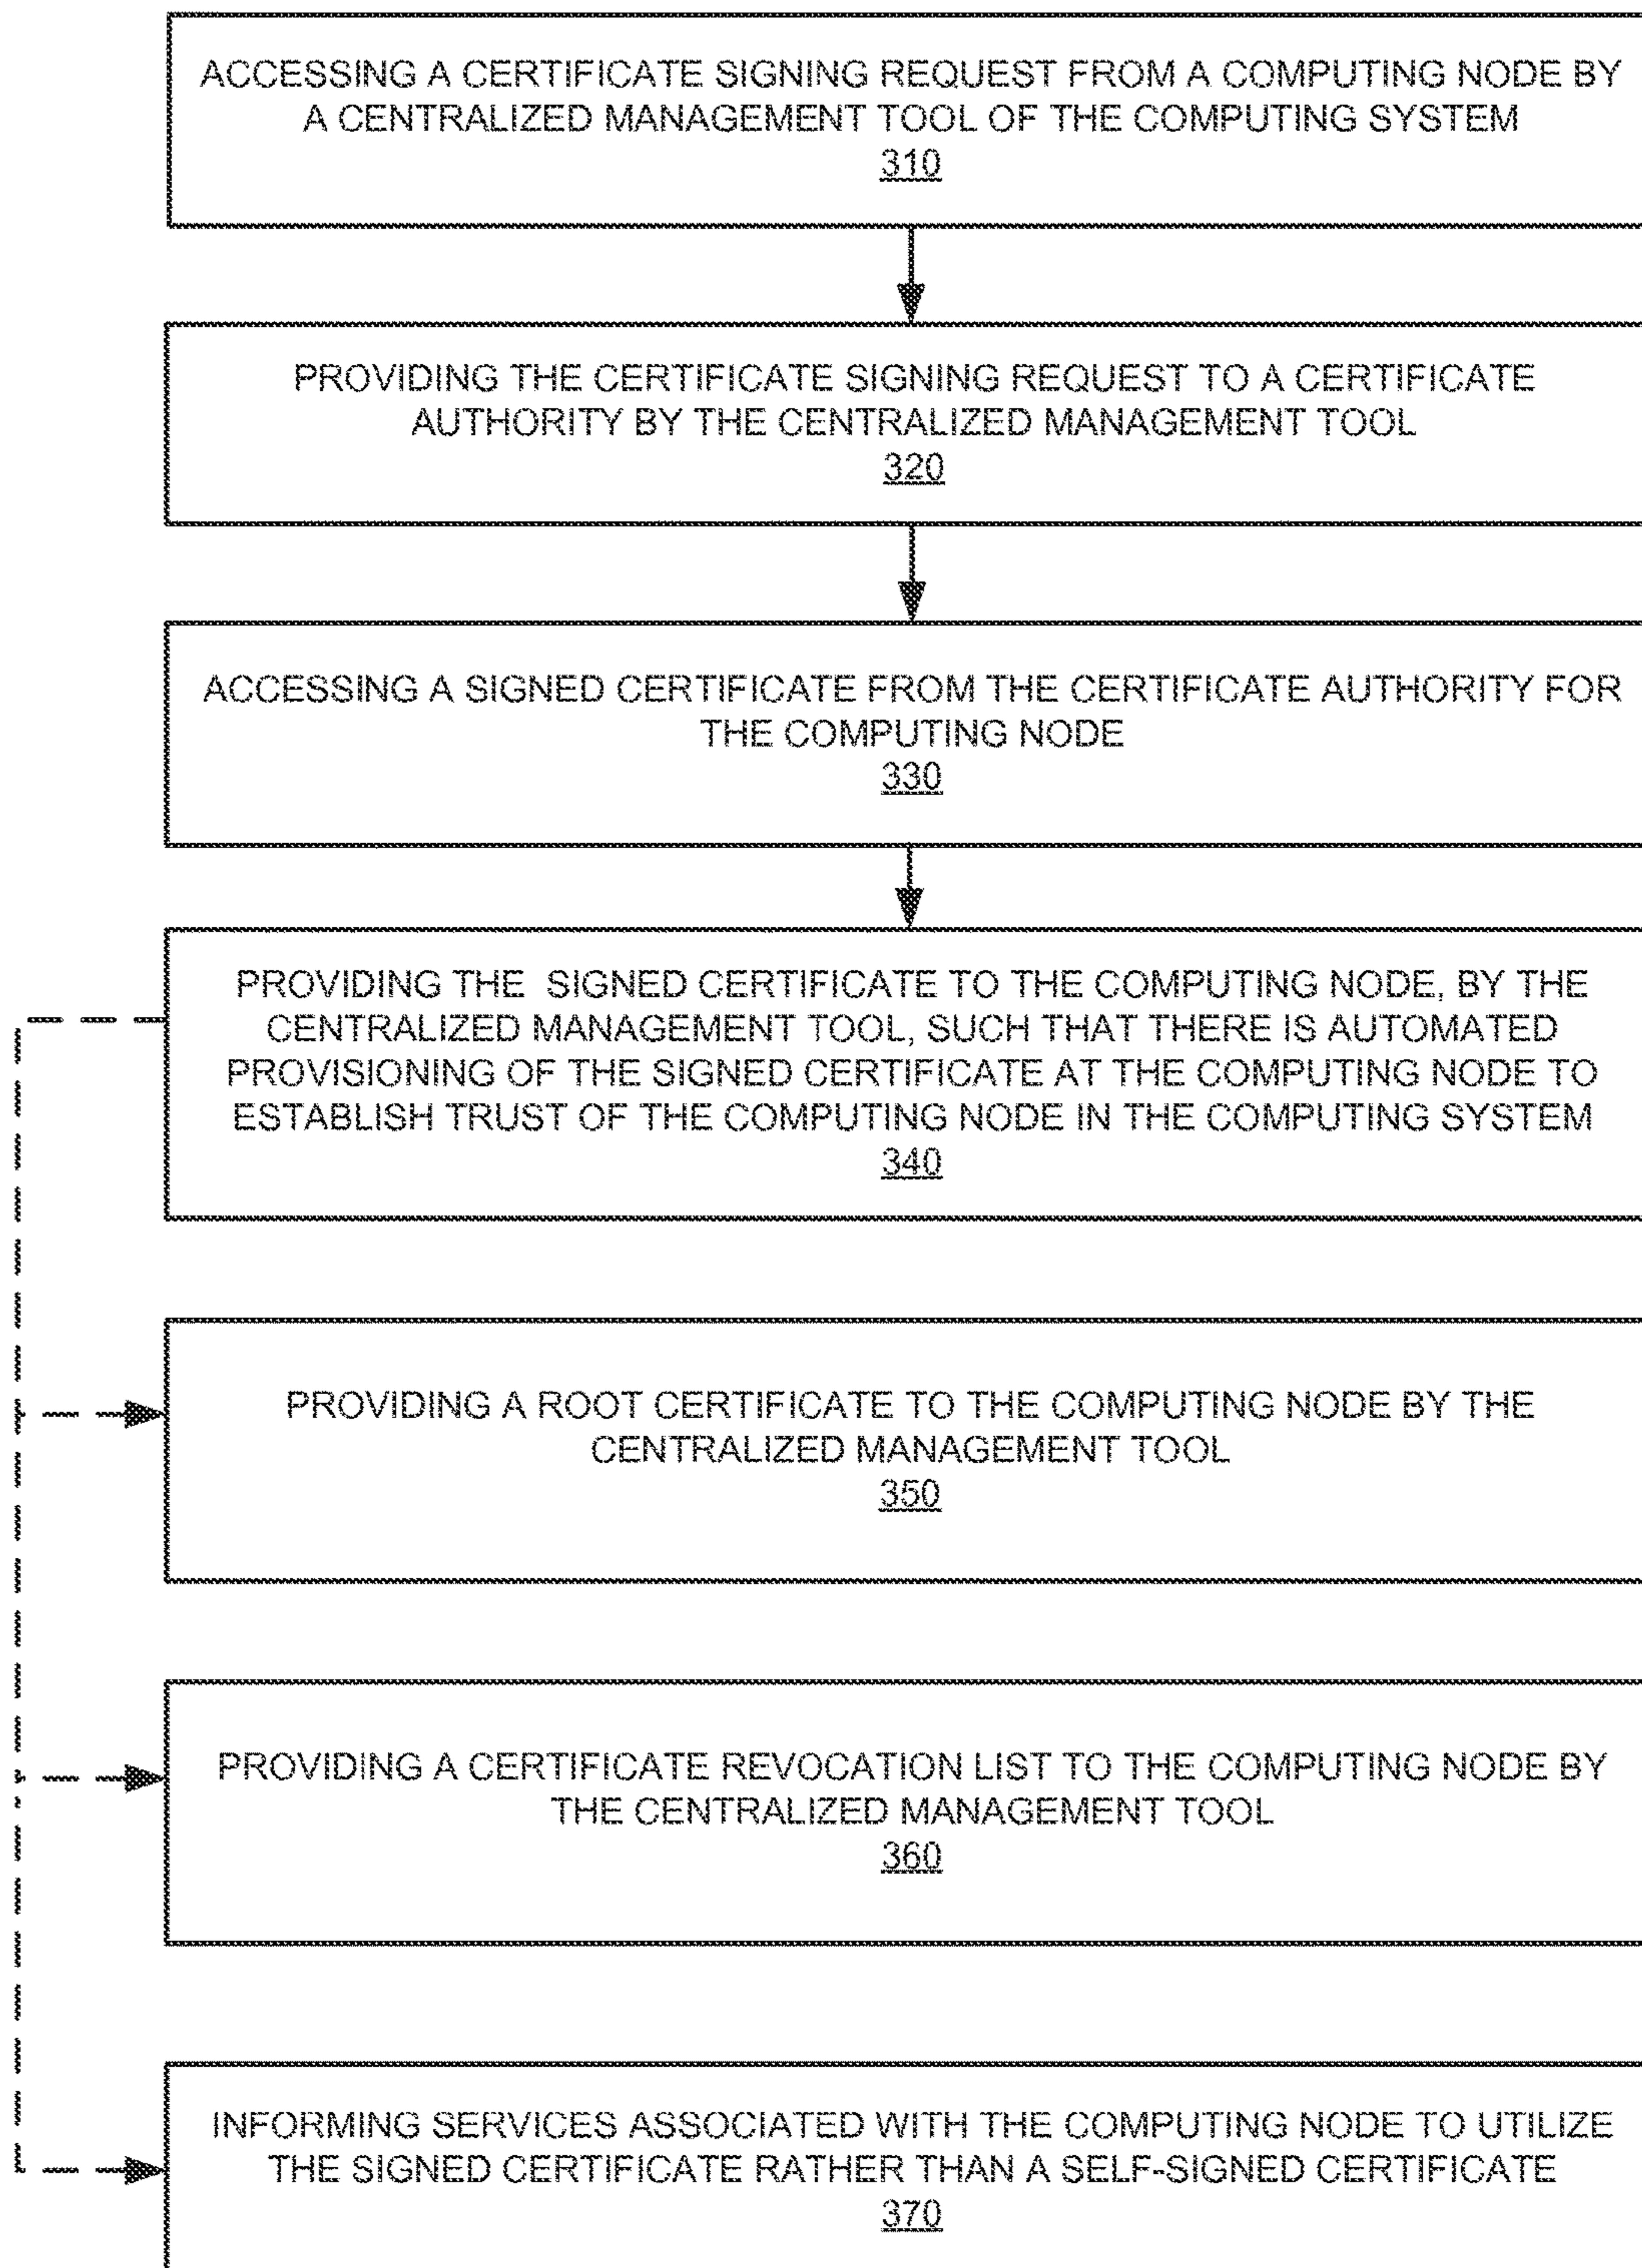 ACCESSING A CERTIFICATE SIGNING REQUEST FROM A COMPUTING NODE BY
A CENTRALIZED MANAGEMENT TOOL OF THE COMPUTING SYSTEM
310
PROVIDING THE CERTIFICATE SIGNING REQUEST TO A CERTIFICATE
AUTHORITY BY THE CENTRALIZED MANAGEMENT TOOL
320
ACCESSING A SIGNED CERTIFICATE FROM THE CERTIFICATE AUTHORITY FOR
THE COMPUTING NODE
330
PROVIDING THE SIGNED CERTIFICATE TO THE COMPUTING NODE, BY THE
CENTRALIZED MANAGEMENT TOOL, SUCH THAT THERE IS AUTOMATED
PROVISIONING OF THE SIGNED CERTIFICATE AT THE COMPUTING NODE TO
ESTABLISH TRUST OF THE COMPUTING NODE IN THE COMPUTING SYSTEM
340
PROVIDING A ROOT CERTIFICATE TO THE COMPUTING NODE BY THE
CENTRALIZED MANAGEMENT TOOL
350
PROVIDING A CERTIFICATE REVOCATION LIST TO THE COMPUTING NODE BY
THE CENTRALIZED MANAGEMENT TOOL
360
INFORMING SERVICES ASSOCIATED WITH THE COMPUTING NODE TO UTILIZE
THE SIGNED CERTIFICATE RATHER THAN A SELF-SIGNED CERTIFICATE
370